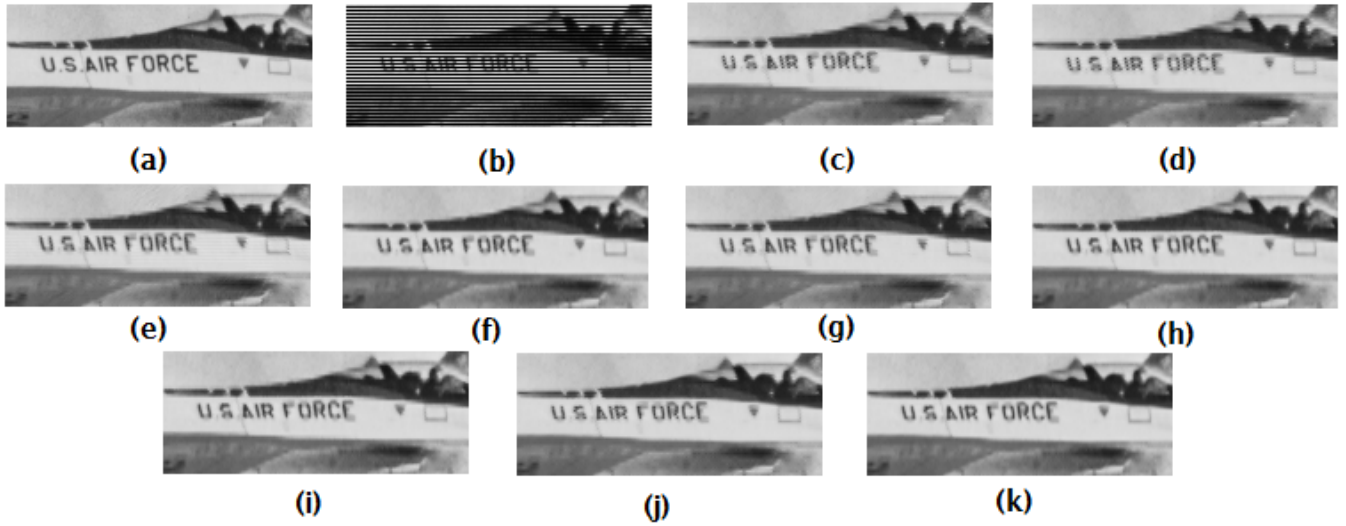 U.S.AIR FORCE
U.S.AIR FORCE
U.S.AIR FORCE
U.S.AIR FORCE
(a)
(b)
(c)
(d)
U.S.AIR FORCE
U.S.AIR FORCE
U.S.AIR FORCE
U.S.AIR FORCE
(e)
(f)
(g)
(h)
U.S.AIR FORCE
U.S.AIR FORCE
U.S.AIR FORCE
(i)
(j)
(k)